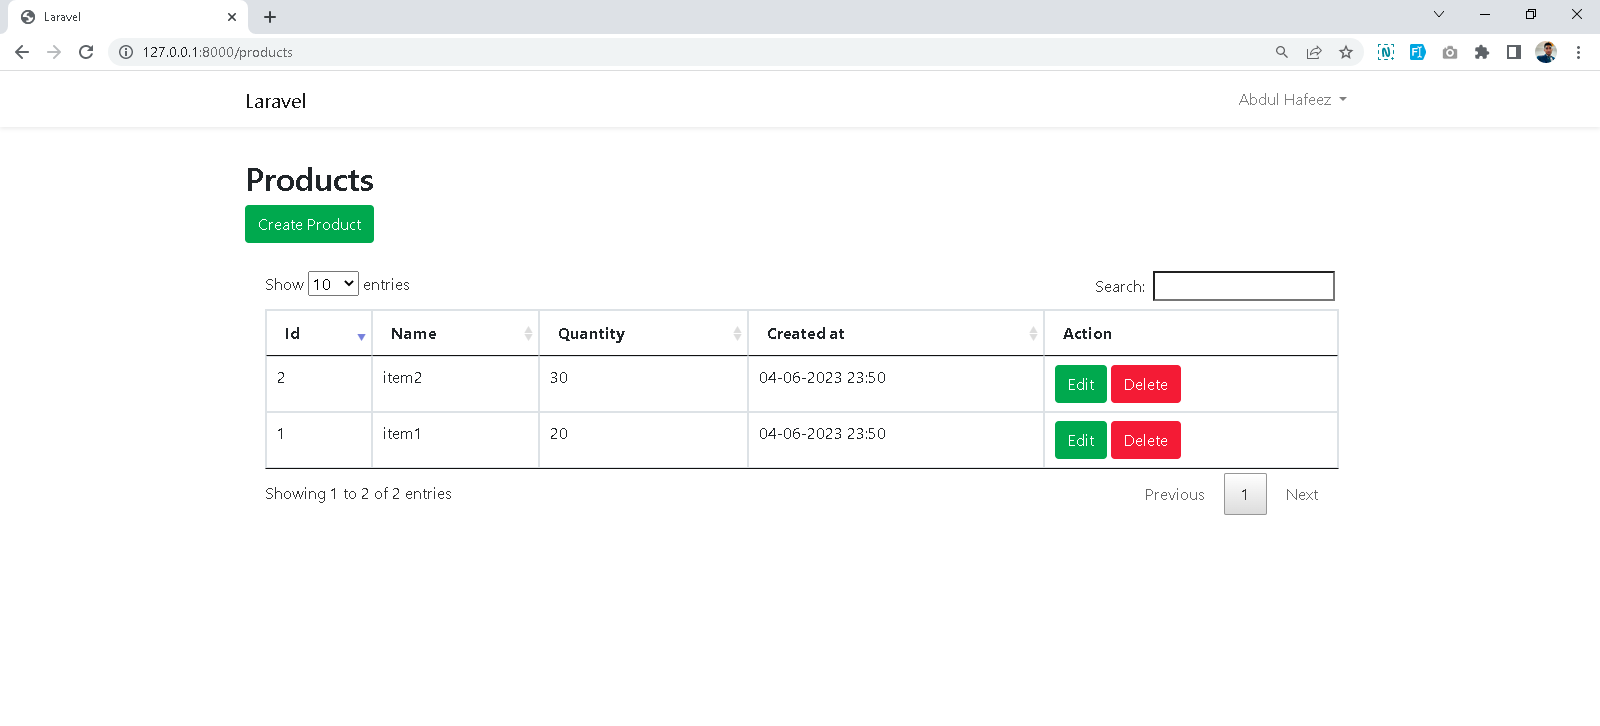 Laravel
127.0.0.1:8000/products
Laravel
Abdul Hafeez
Products
Create Product
Show 10 entries
Search:
Id Name Quantity Created at Action
2 item2 30 04-06-2023 23:50 Edit Delete
1 item1 20 04-06-2023 23:50 Edit Delete
Showing 1 to 2 of 2 entries
Previous 1 Next